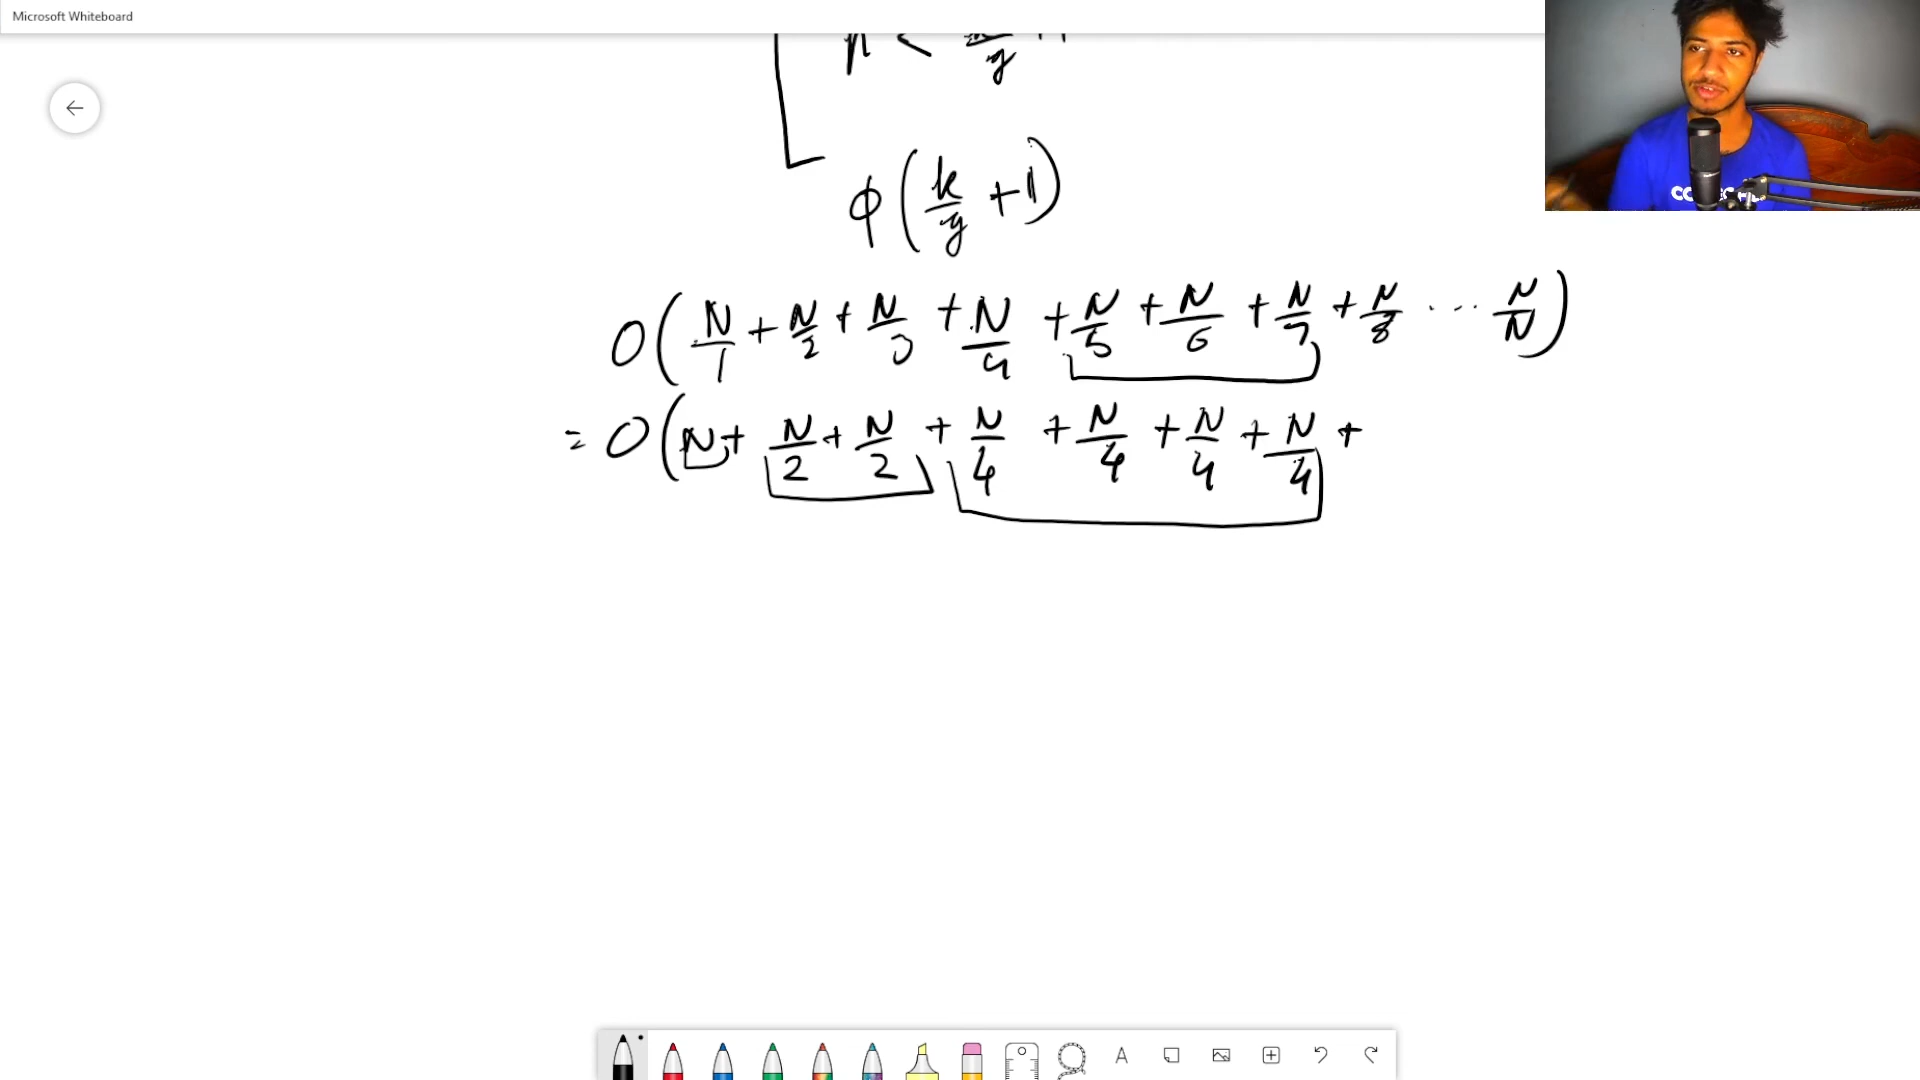 Microsoft Whiteboard
n <
φ(k/g + 1)
O(N/1 + N/2 + N/3 + N/4 + N/5 + N/6 + N/7 + N/8 ... N/N)
= O(N + N/2 + N/2 + N/4 + N/4 + N/4 + N/4 +
A